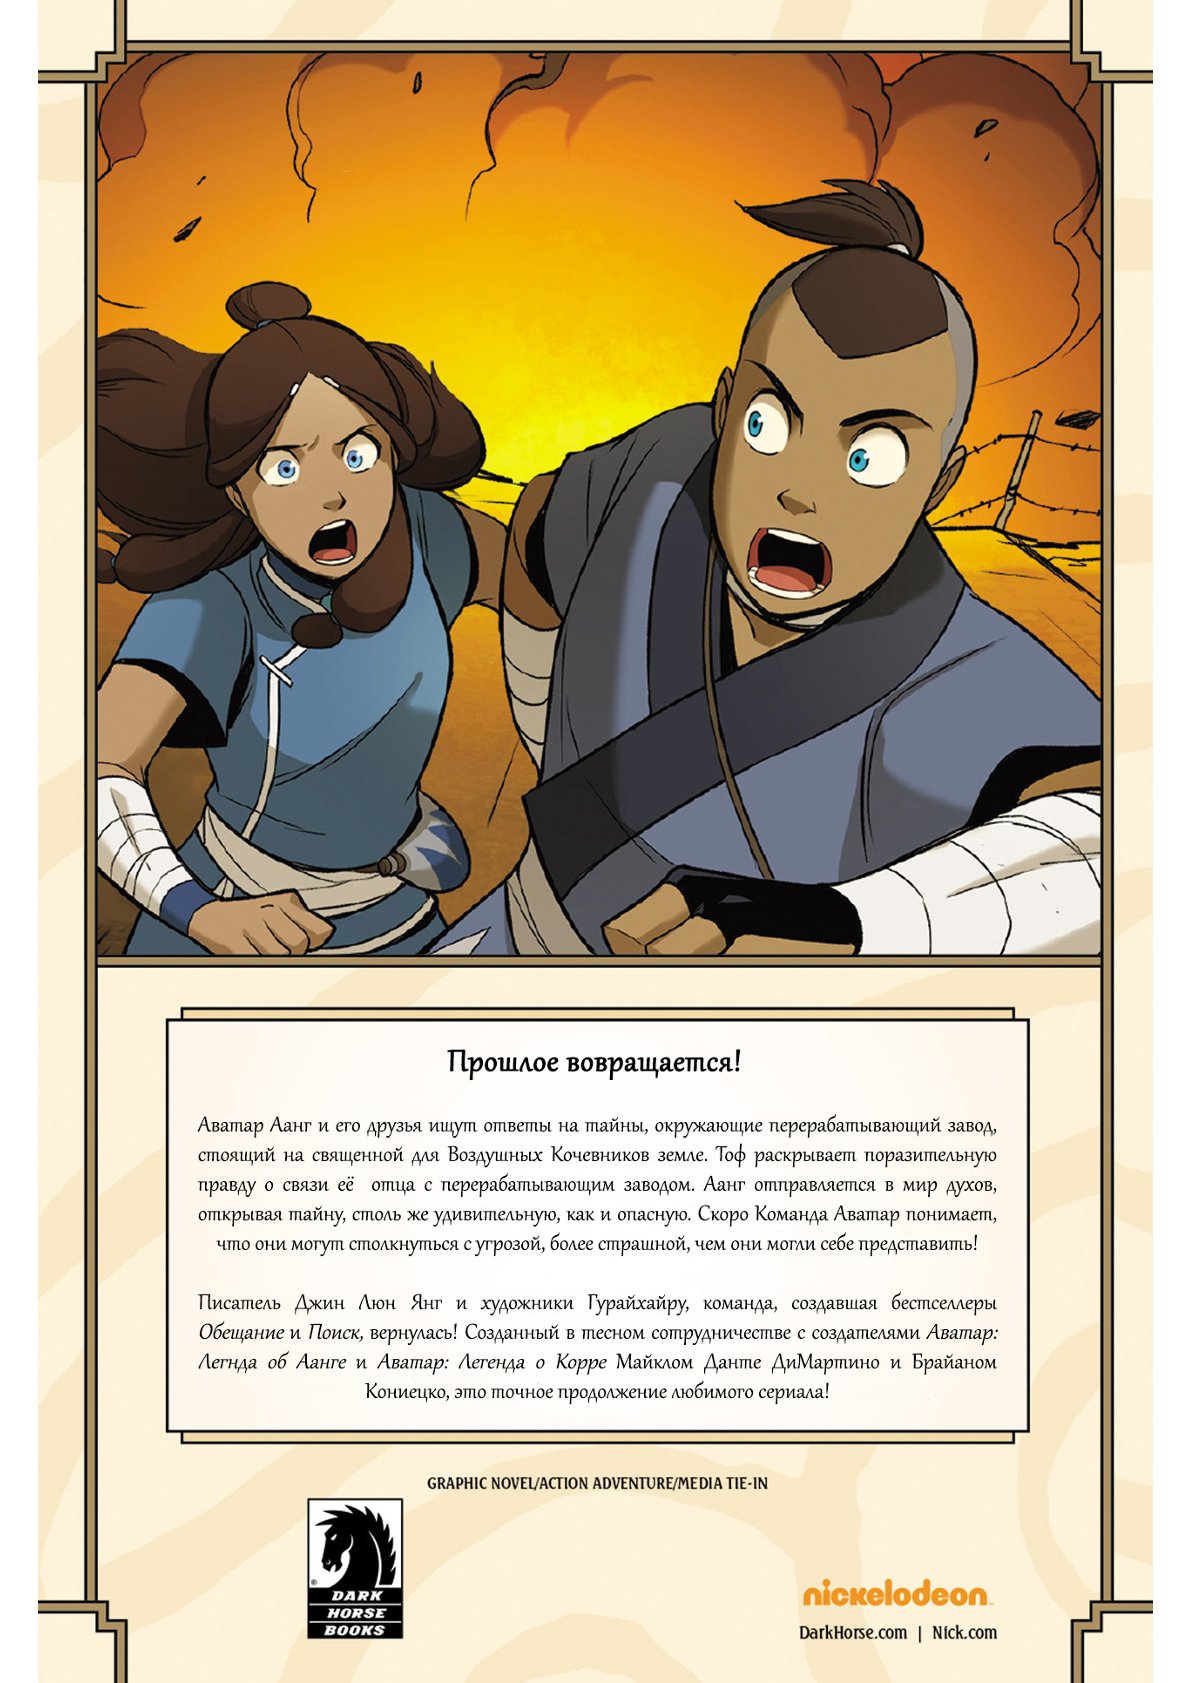 Прошлое вовращается!
Аватар Аанг и его друзья ищут ответы на тайны, окружающие перерабатывающий завод,
стоящий на священной для Воздушных Кочевников земле. Тоф раскрывает поразительную
правду о связи её отца с перерабатывающим заводом. Аанг отправляется в мир духов,
открывая тайну, столь же удивительную, как и опасную. Скоро Команда Аватар понимает,
что они могут столкнуться с угрозой, более страшной, чем они могли себе представить!
Писатель Джин Люн Янг и художники Гурайхайру, команда, создавшая бестселлеры
Обещание и Поиск, вернулась! Созданный в тесном сотрудничестве с создателями Аватар:
Легнда об Аанге и Аватар: Легенда о Корре Майклом Данте ДиМартино и Брайаном
Кониецко, это точное продолжение любимого сериала!
GRAPHIC NOVEL/ACTION ADVENTURE/MEDIA TIE-IN
DARK
HORSE
BOOKS
®
nickelodeon
DarkHorse.com | Nick.com